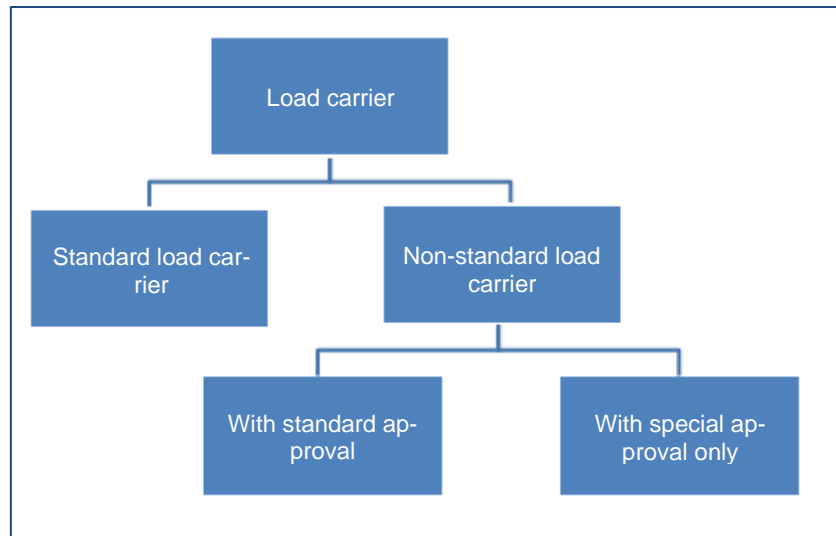 Load carrier
Standard load car-
rier
Non-standard load
carrier
With standard ap-
proval
With special ap-
proval only